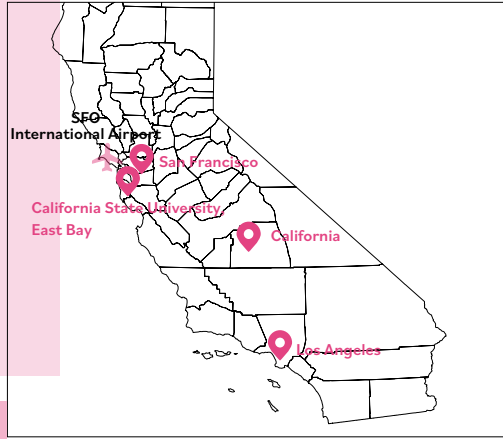 SFO
International Airport
San Francisco
California State University,
East Bay
California
Los Angeles